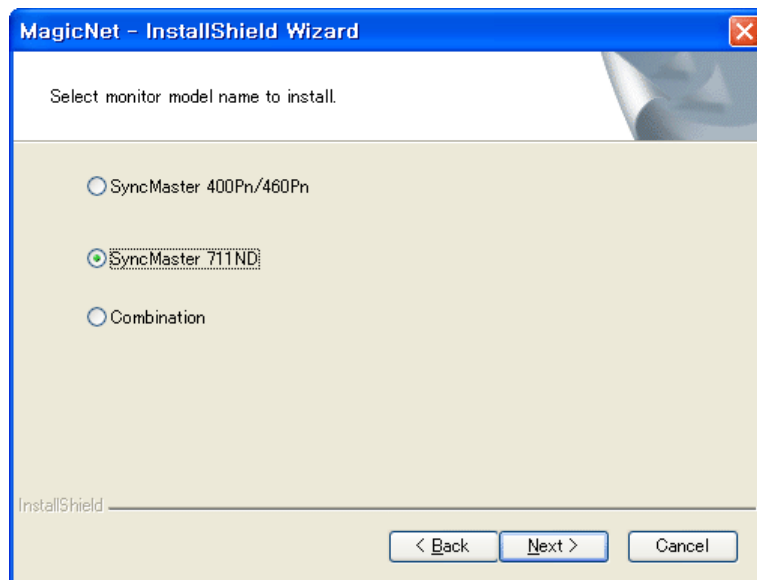 MagicNet - InstallShield Wizard
Select monitor model name to install.
SyncMaster 400Pn/460Pn
SyncMaster 711ND
Combination
InstallShield
< Back Next > Cancel